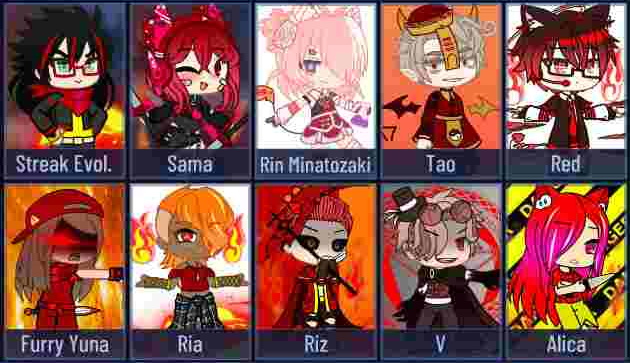 Streak Evol.
Sama
Rin Minatozaki
Tao
Red
Furry Yuna
Ria
Riz
V
Alica